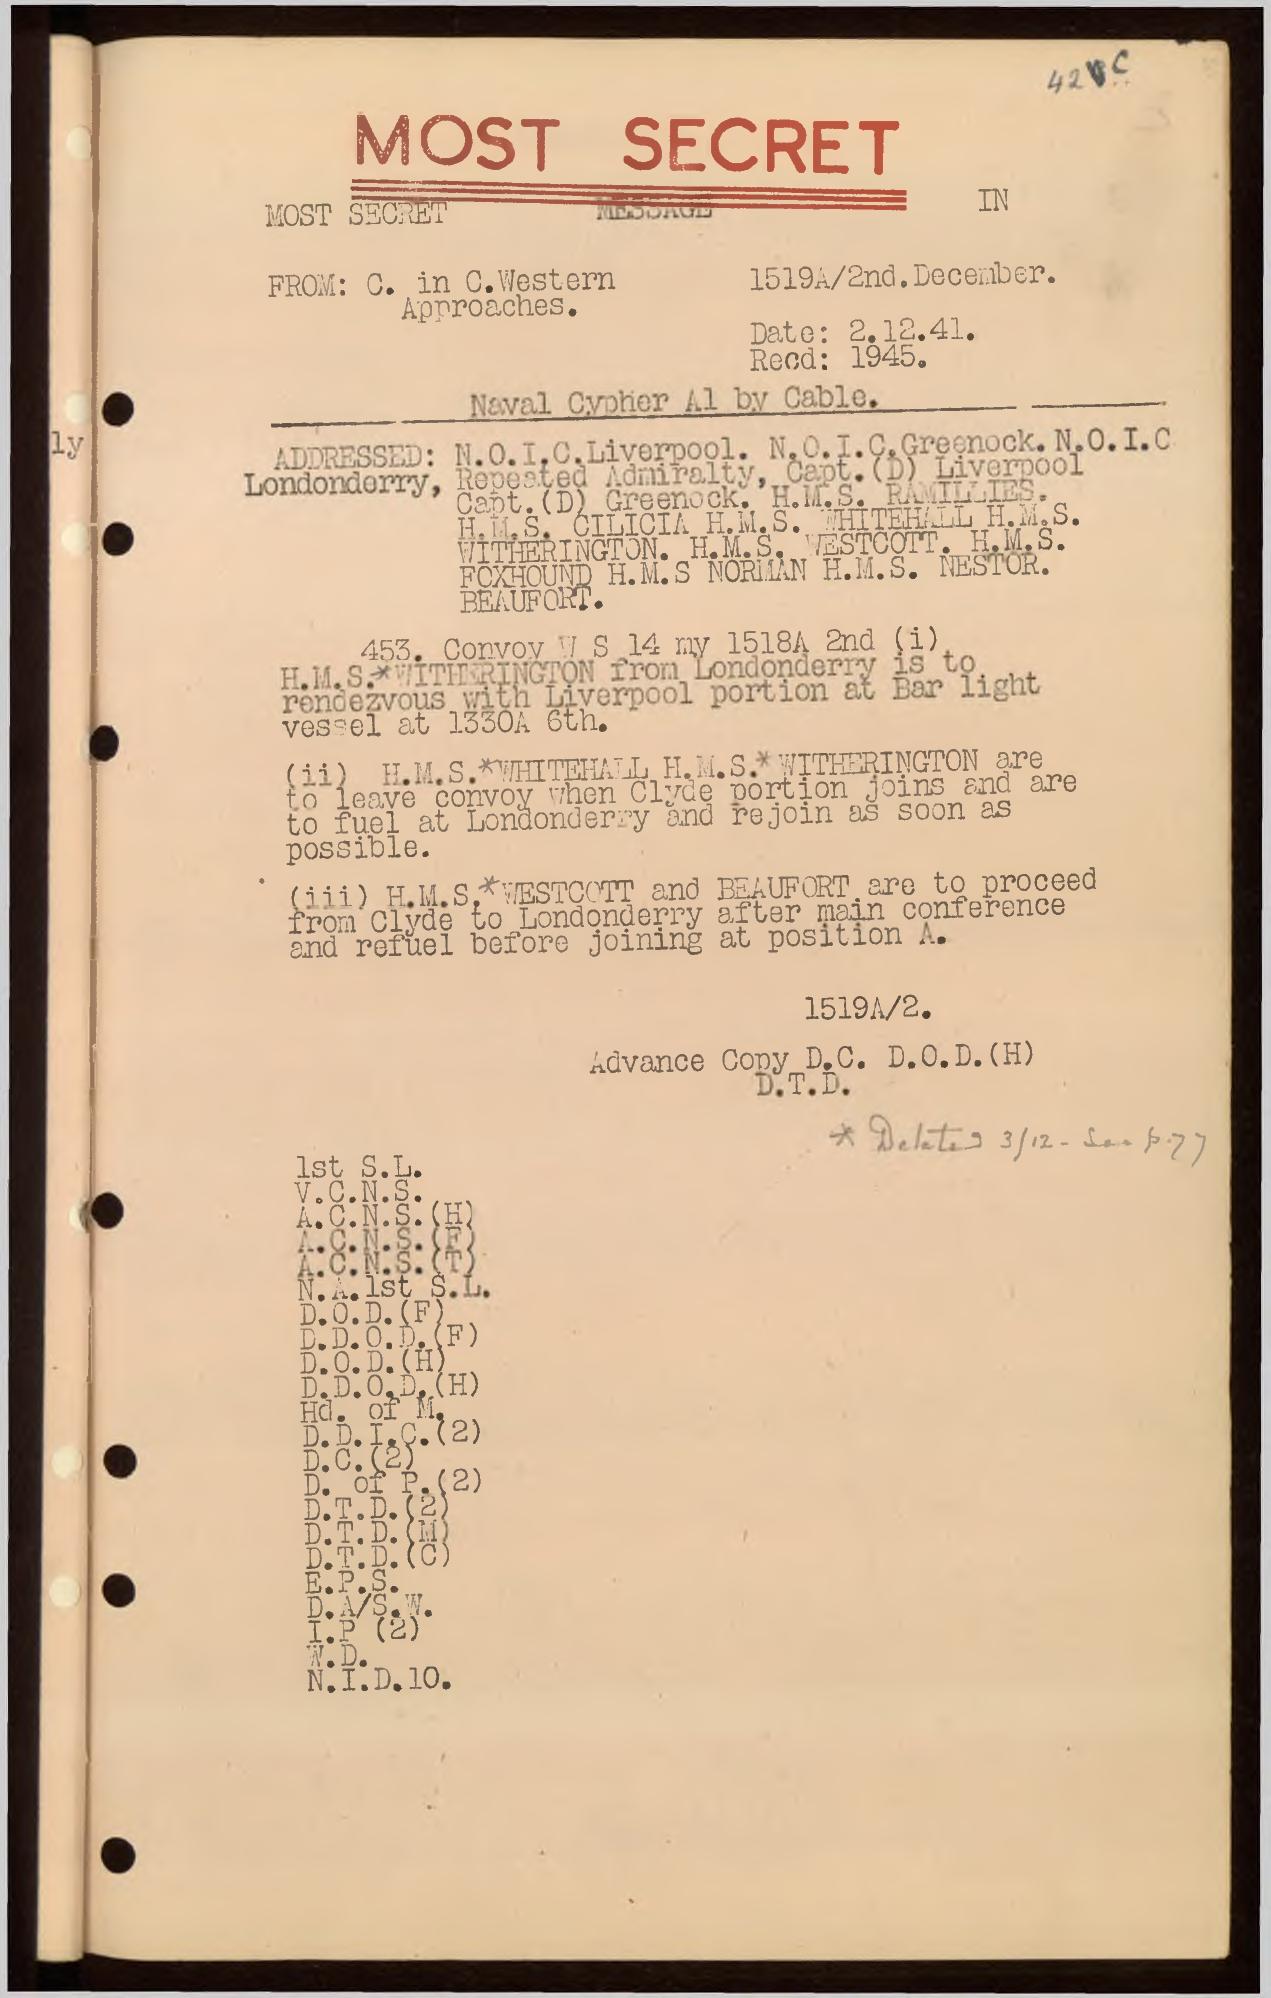 42 C
MOST SECRET
MOST SECRET MESSAGE IN
FROM: C. in C.Western 1519A/2nd.December.
Approaches.
Date: 2.12.41.
Recd: 1945.
Naval Cypher A1 by Cable.
ly
ADDRESSED: N.O.I.C.Liverpool. N.O.I.C.Greenock. N.O.I.C
Londonderry, Repeated Admiralty, Capt.(D) Liverpool
Capt.(D) Greenock. H.M.S. RAMILLIES.
H.M.S. CILICIA H.M.S. WHITEHALL H.M.S.
WITHERINGTON. H.M.S. WESTCOTT. H.M.S.
FOXHOUND H.M.S NORMAN H.M.S. NESTOR.
BEAUFORT.
453. Convoy W S 14 my 1518A 2nd (i)
H.M.S.*WITHERINGTON from Londonderry is to
rendezvous with Liverpool portion at Bar light
vessel at 1330A 6th.
(ii) H.M.S.*WHITEHALL H.M.S.*WITHERINGTON are
to leave convoy when Clyde portion joins and are
to fuel at Londonderry and rejoin as soon as
possible.
(iii) H.M.S.*WESTCOTT and BEAUFORT are to proceed
from Clyde to Londonderry after main conference
and refuel before joining at position A.
1519A/2.
Advance Copy D.C. D.O.D.(H)
D.T.D.
* Deleted 3/12 - See p.77
1st S.L.
V.C.N.S.
A.C.N.S.(H)
A.C.N.S.(F)
A.C.N.S.(T)
N.A.1st S.L.
D.O.D.(F)
D.D.O.D.(F)
D.O.D.(H)
D.D.O.D.(H)
Hd. of M.
D.D.I.C.(2)
D.C.(2)
D. of P.(2)
D.T.D.(2)
D.T.D.(M)
D.T.D.(C)
E.P.S.
D.A/S.W.
I.P (2)
W.D.
N.I.D.10.